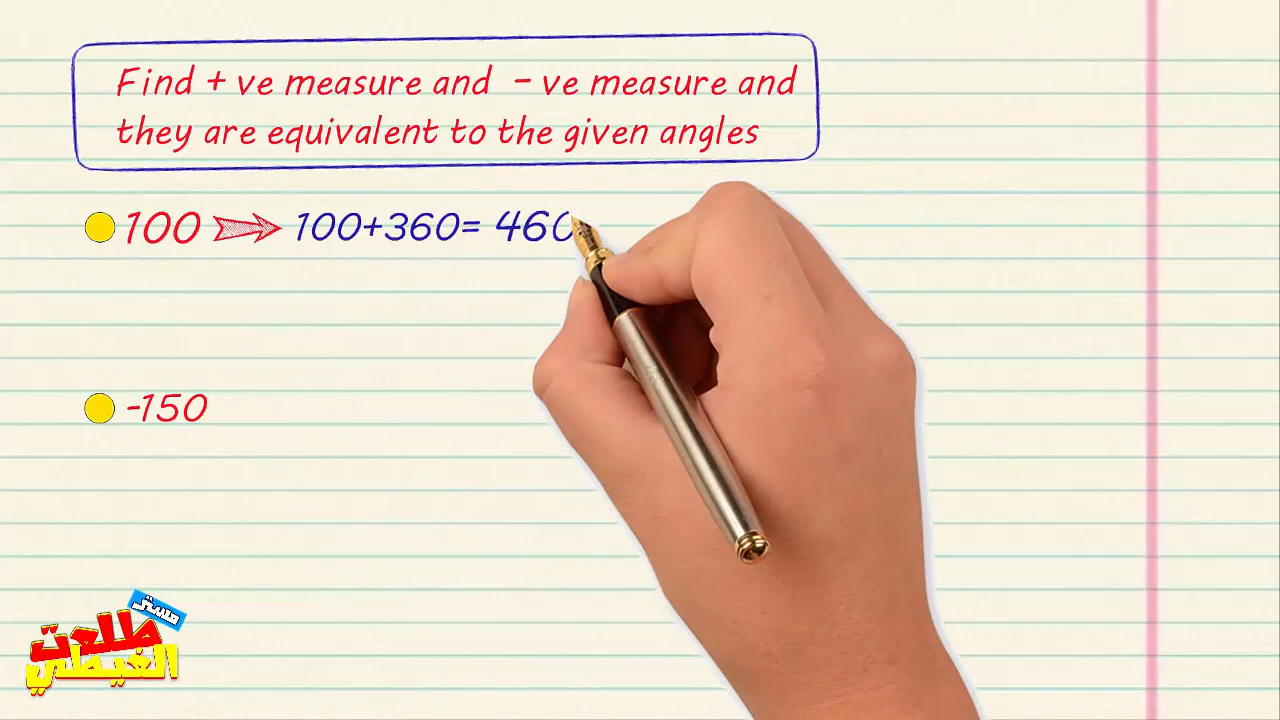 Find + ve measure and - ve measure and
they are equivalent to the given angles
100 100+360= 460
-150
مستر
طلعت
الغيطي